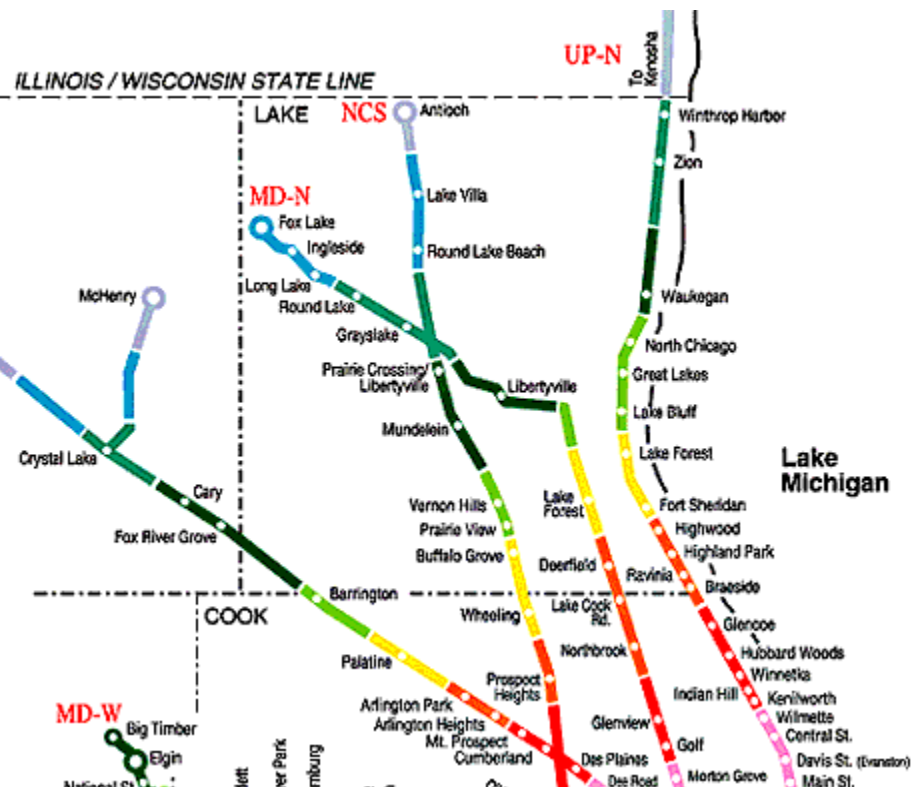 UP-N
To
Kenosha
ILLINOIS / WISCONSIN STATE LINE
LAKE
NCS
Antioch
Winthrop Harbor
Zion
MD-N
Lake Villa
Fox Lake
Ingleside
Round Lake Beach
Long Lake
McHenry
Waukegan
Round Lake
Grayslake
North Chicago
Prairie Crossing/
Libertyville
Great Lakes
Libertyville
Lake Bluff
Mundelein
Crystal Lake
Lake Forest
Lake
Michigan
Cary
Lake
Forest
Fort Sheridan
Vernon Hills
Fox River Grove
Prairie View
Highwood
Buffalo Grove
Highland Park
Deerfield
Ravinia
Braeside
Barrington
COOK
Wheeling
Lake Cook
Rd.
Glencoe
Northbrook
Hubbard Woods
Palatine
Winnetka
Prospect
Heights
Indian Hill
Kenilworth
Arlington Park
Wilmette
MD-W
Big Timber
Arlington Heights
Glenview
Central St.
Mt. Prospect
Golf
Elgin
Cumberland
Des Plaines
Davis St. (Evanston)
National St.
Dee Road
Morton Grove
Main St.